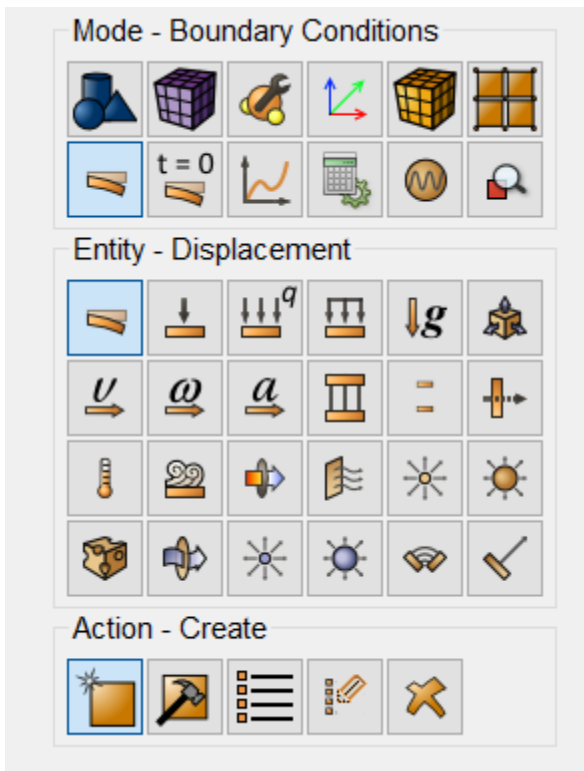 Mode - Boundary Conditions
t = 0
Entity - Displacement
q
g
υ ω a
Action - Create